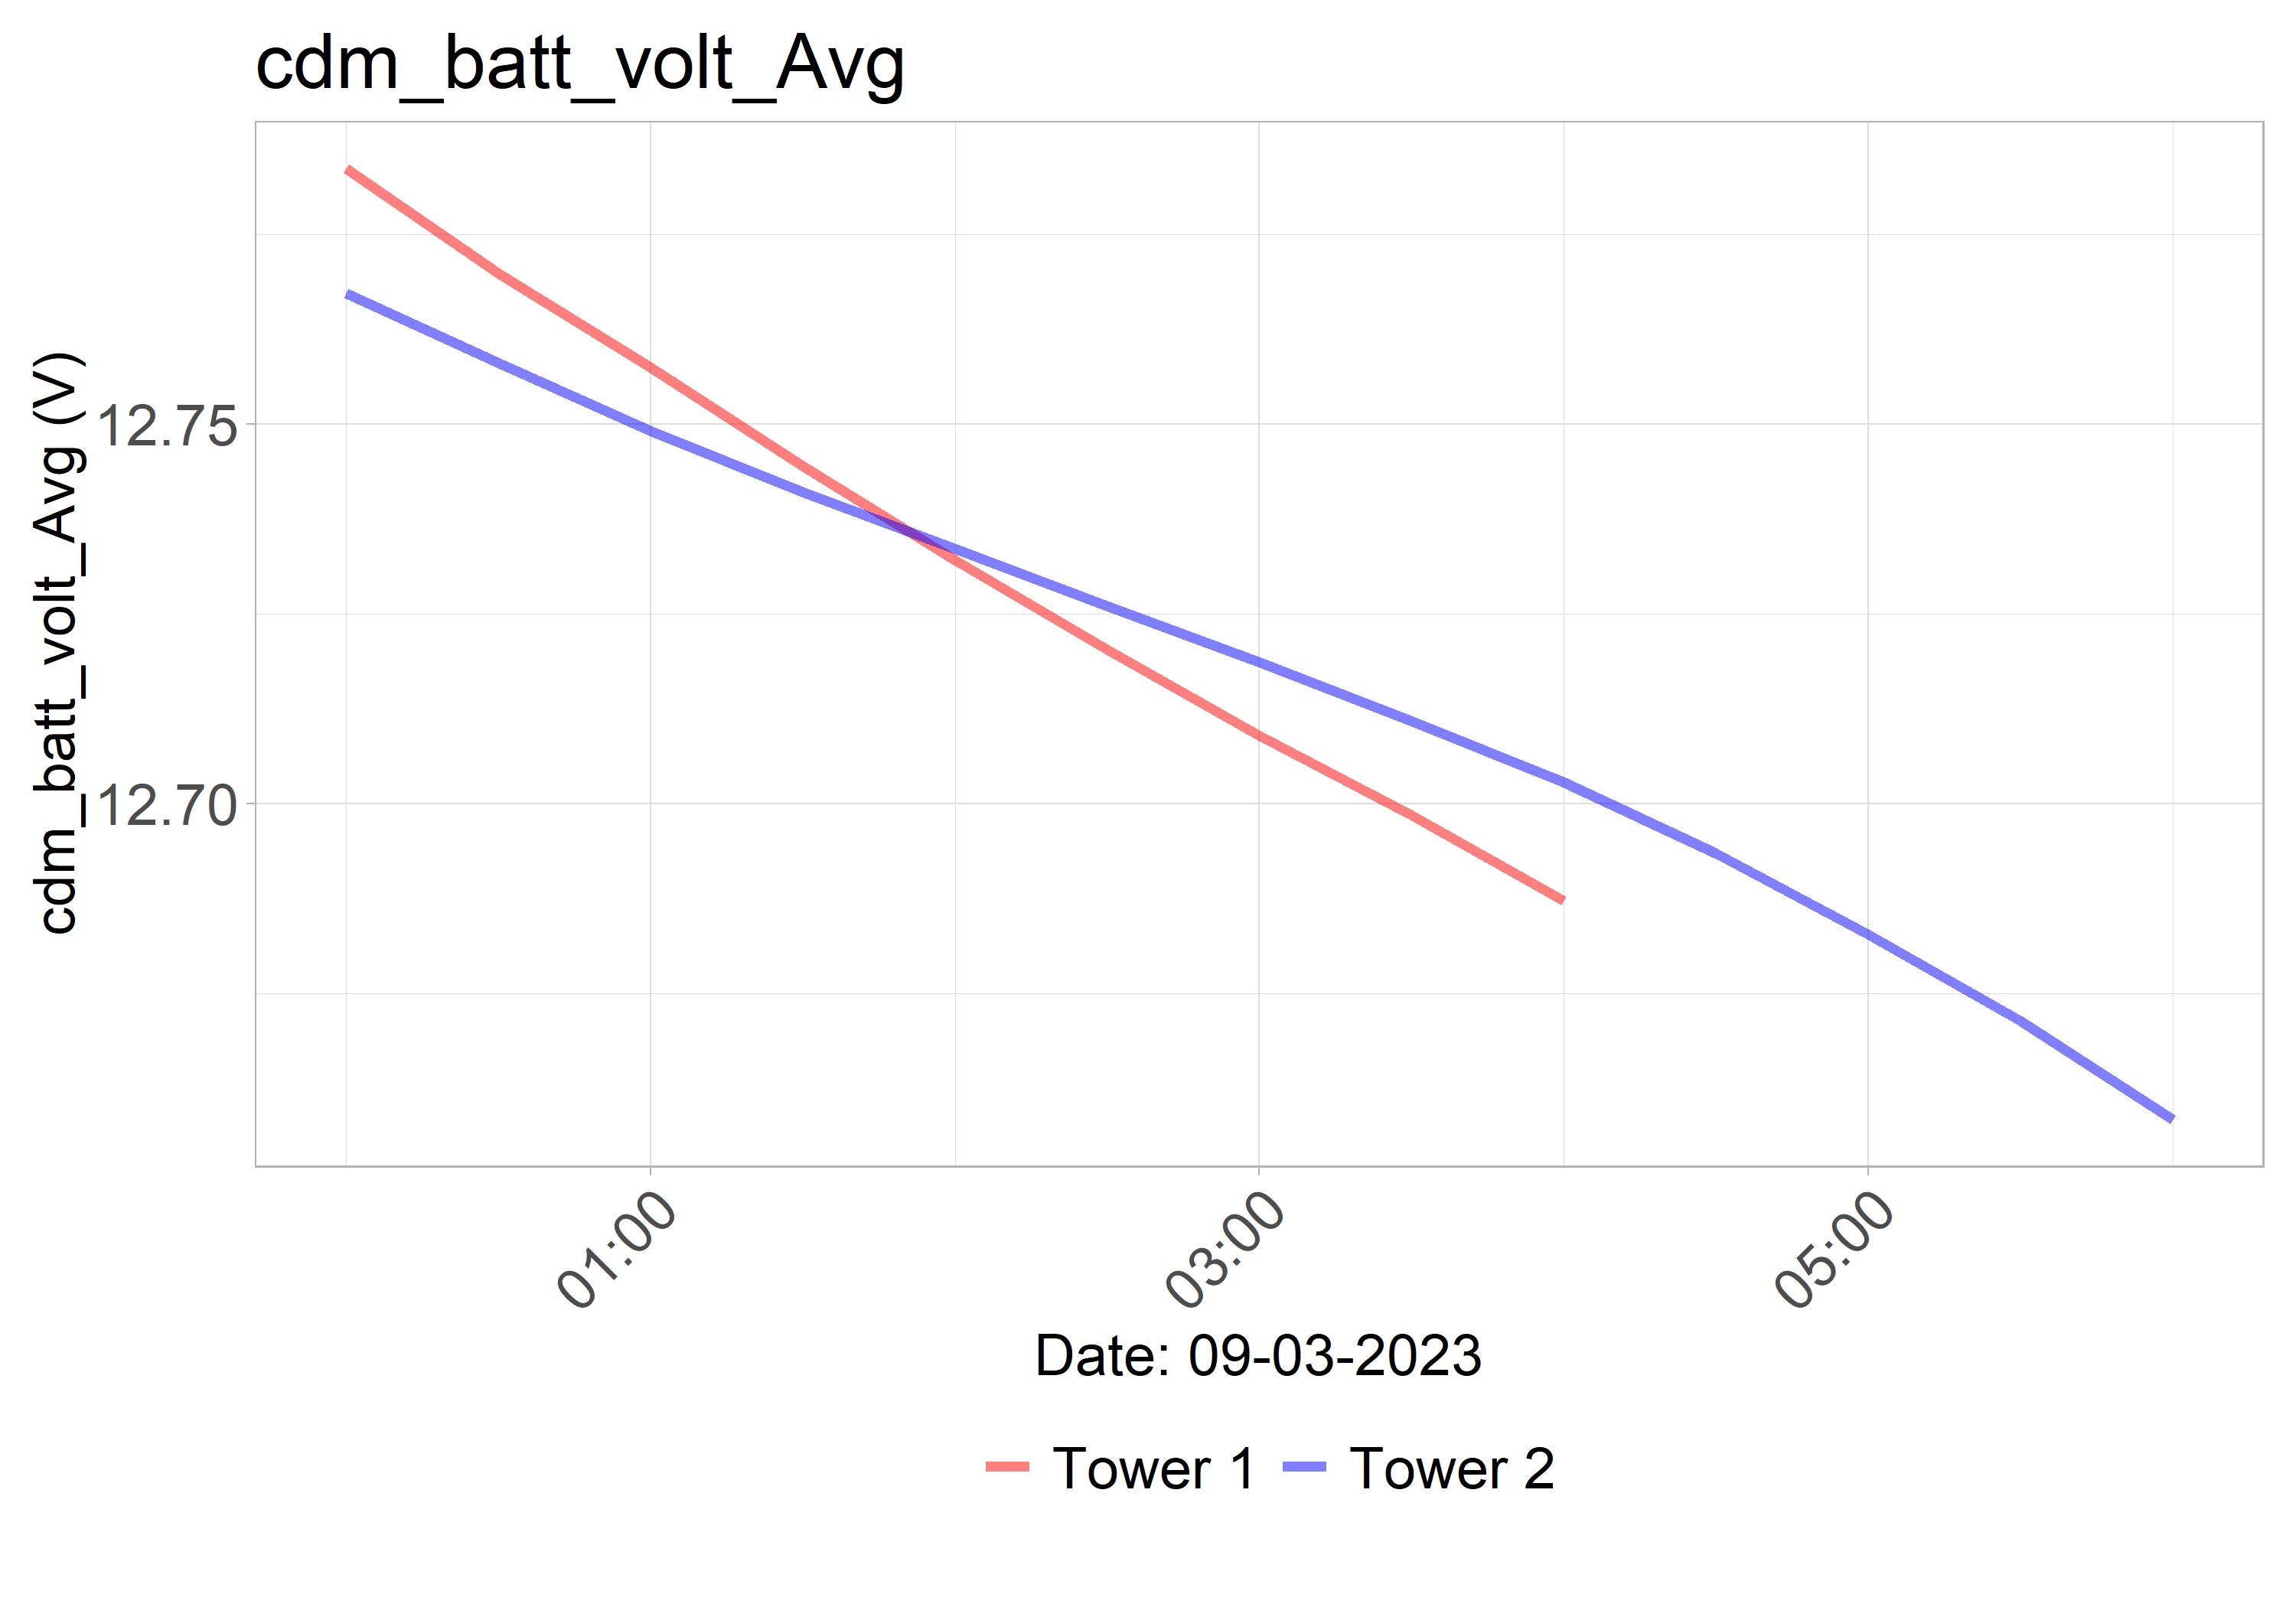 cdm_batt_volt_Avg
cdm_batt_volt_Avg (V)
12.75
12.70
01:00
03:00
05:00
Date: 09-03-2023
Tower 1
Tower 2